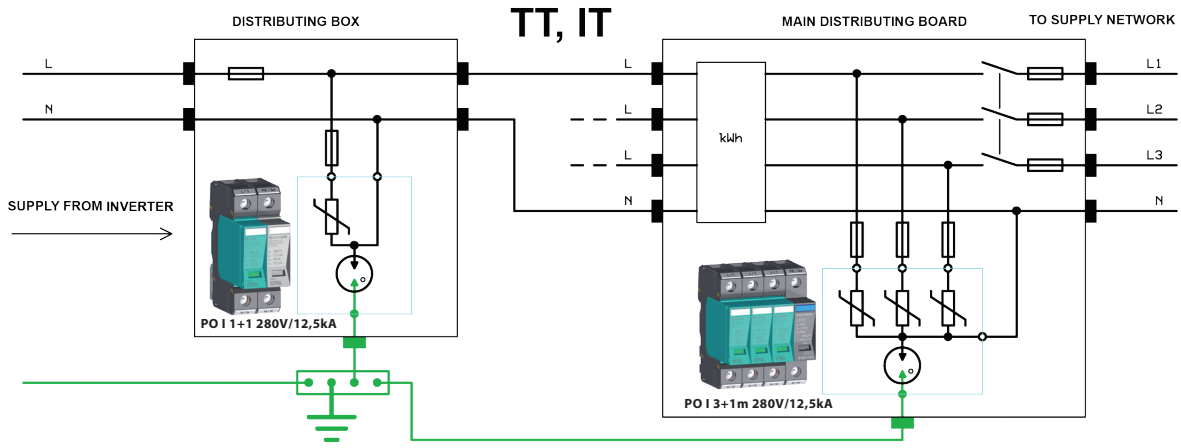 TT, IT
DISTRIBUTING BOX
MAIN DISTRIBUTING BOARD
TO SUPPLY NETWORK
L
L
L1
N
L
L2
kWh
L
L3
N
N
SUPPLY FROM INVERTER
PO I 1+1 280V/12,5kA
PO I 3+1m 280V/12,5kA